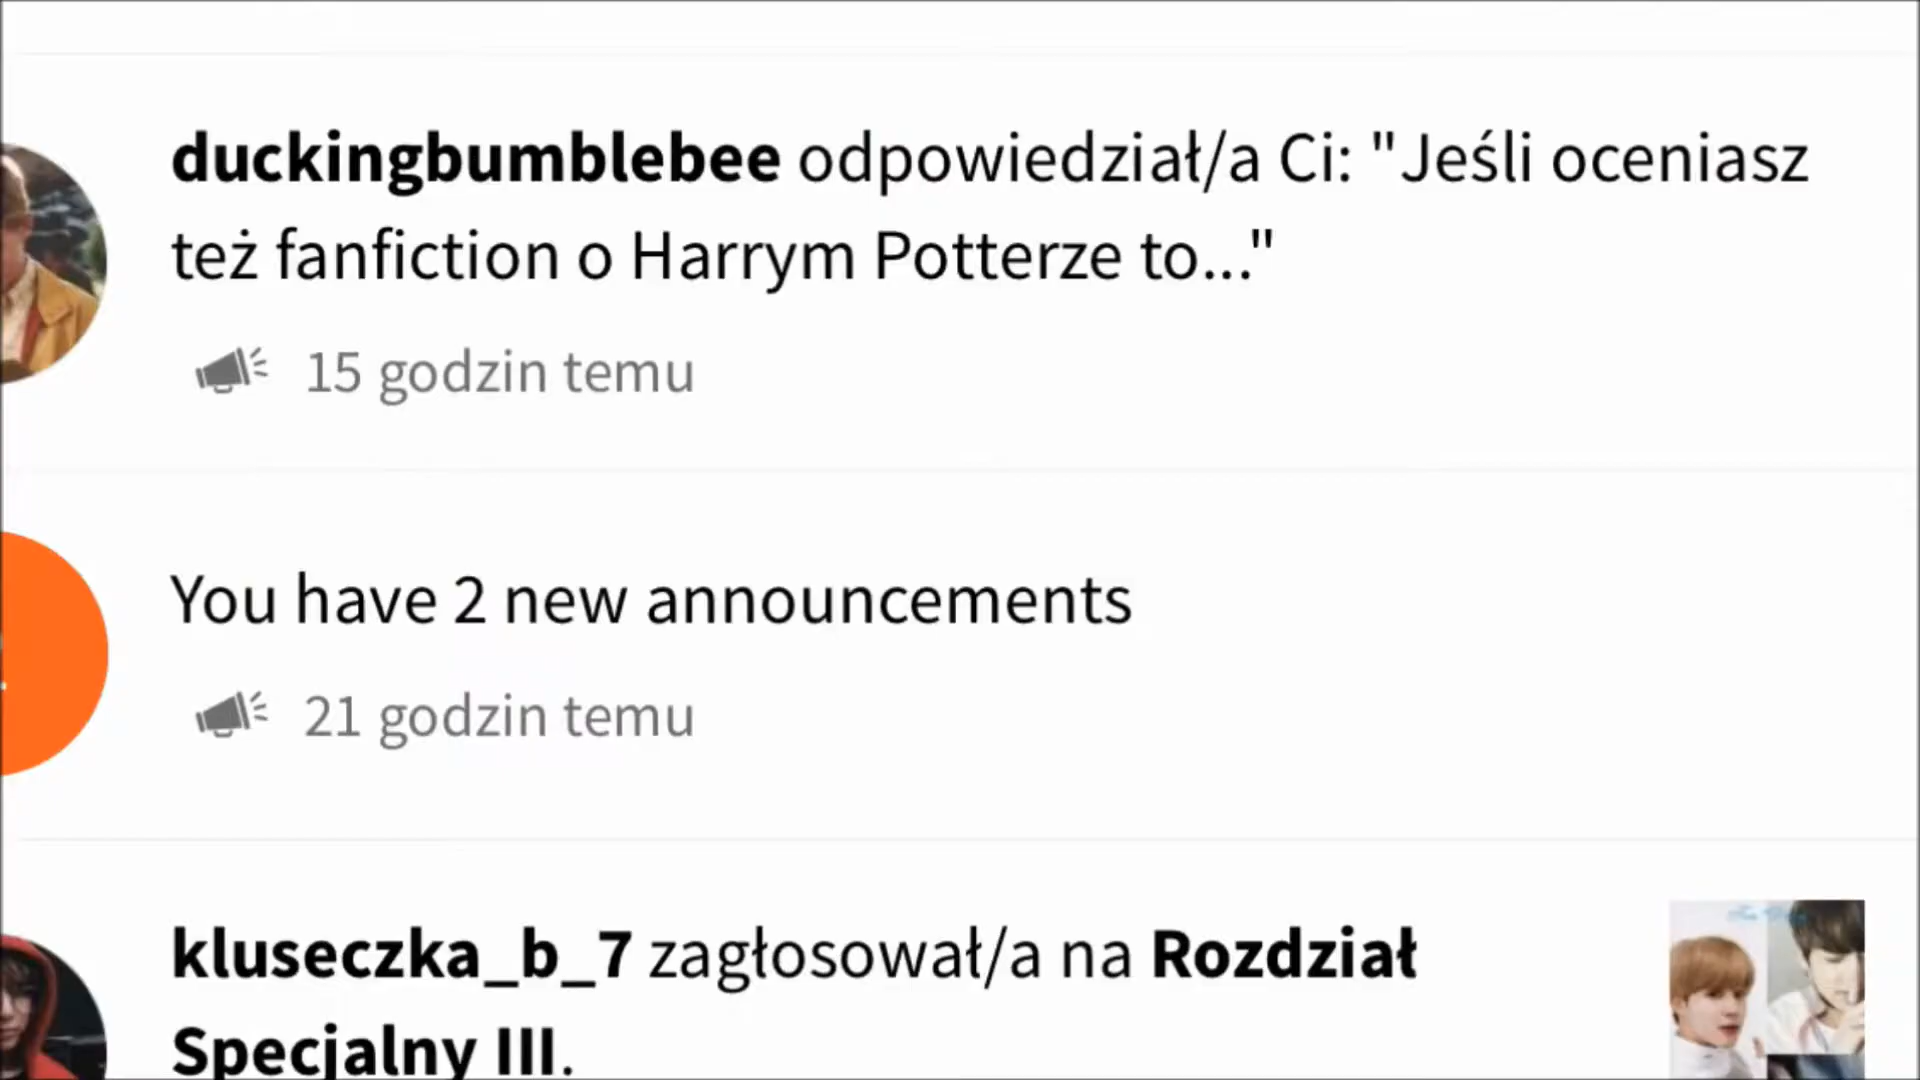 duckingbumblebee odpowiedział/a Ci: "Jeśli oceniasz
też fanfiction o Harrym Potterze to..."
15 godzin temu
You have 2 new announcements
21 godzin temu
kluseczka_b_7 zagłosował/a na Rozdział
Specjalny III.